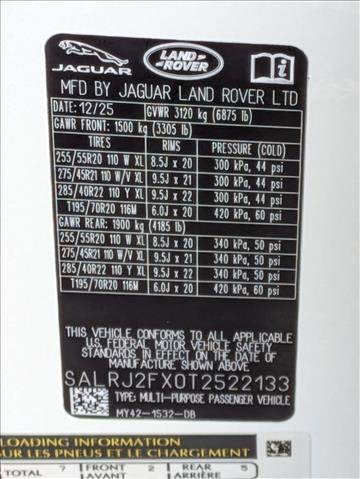 JAGUAR LAND ROVER
MFD BY JAGUAR LAND ROVER LTD
DATE: 12/25 GVWR 3120 kg (6875 lb)
GAWR FRONT: 1500 kg (3305 lb)
TIRES RIMS PRESSURE (COLD)
255/55R20 110 W XL 8.5J x 20 300 kPa, 44 psi
275/45R21 110 W/V XL 9.5J x 21 300 kPa, 44 psi
285/40R22 110 Y XL 9.5J x 22 300 kPa, 44 psi
T195/70R20 116M 6.0J x 20 420 kPa, 60 psi
GAWR REAR: 1900 kg (4185 lb)
255/55R20 110 W XL 8.5J x 20 340 kPa, 50 psi
275/45R21 110 W/V XL 9.5J x 21 340 kPa, 50 psi
285/40R22 110 Y XL 9.5J x 22 340 kPa, 50 psi
T195/70R20 116M 6.0J x 20 420 kPa, 60 psi
THIS VEHICLE CONFORMS TO ALL APPLICABLE
U.S. FEDERAL MOTOR VEHICLE SAFETY
STANDARDS IN EFFECT ON THE DATE OF
MANUFACTURE SHOWN ABOVE.
SALRJ2FX0T2522133
TYPE: MULTI-PURPOSE PASSENGER VEHICLE
MY42-1532-DB
LOADING INFORMATION
SUR LES PNEUS ET LE CHARGEMENT
TOTAL 7 FRONT 2 REAR 5
AVANT ARRIÈRE